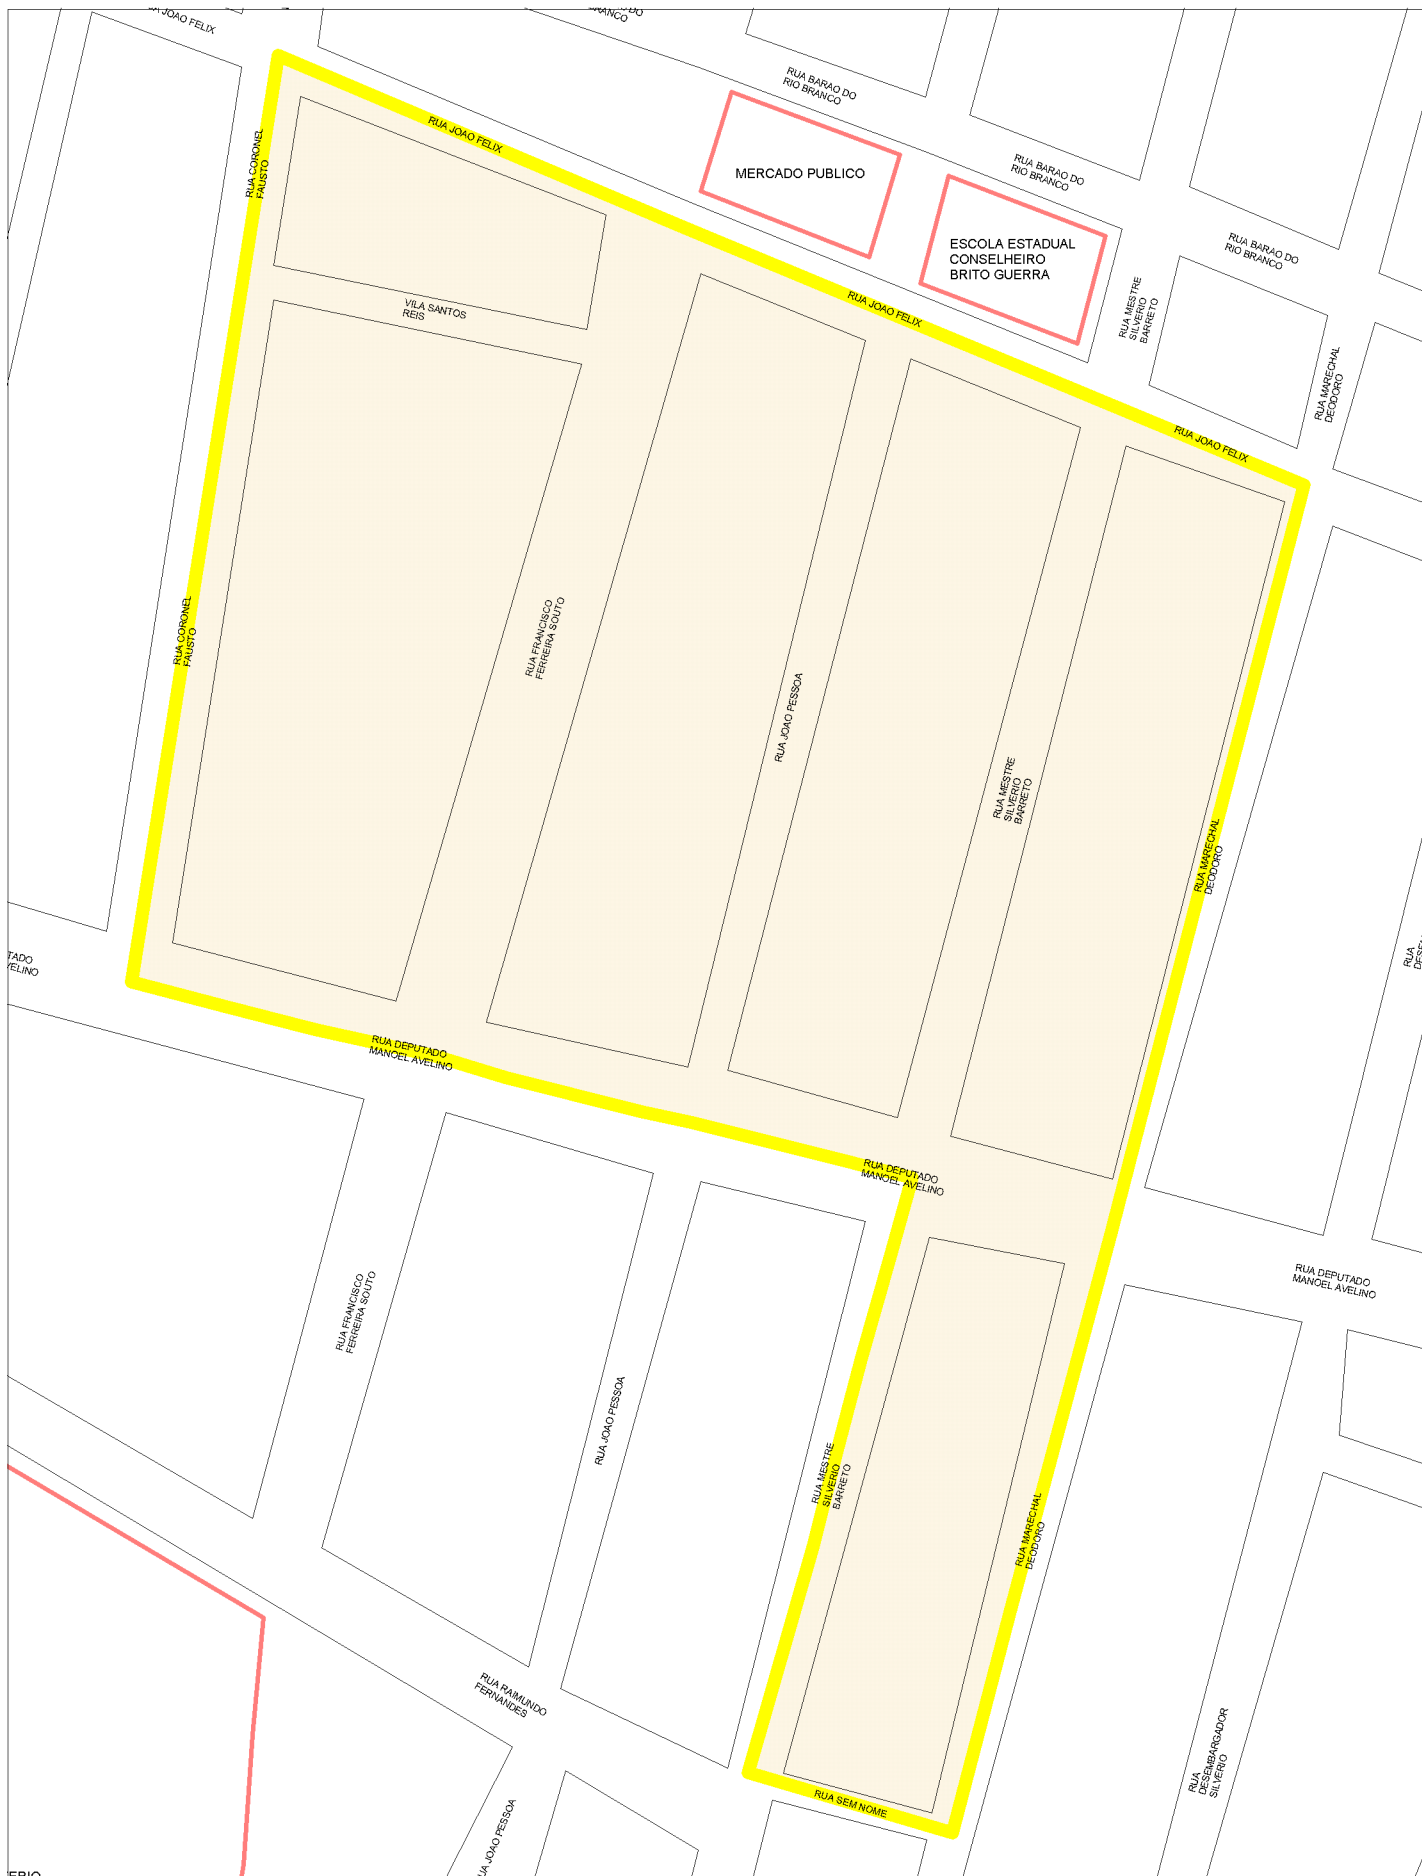 JOAO FELIX
BRANCO
RUA BARAO DO
RIO BRANCO
RUA JOAO FELIX
RUA CORONEL
FAUSTO
MERCADO PUBLICO
RUA BARAO DO
RIO BRANCO
ESCOLA ESTADUAL
CONSELHEIRO
BRITO GUERRA
RUA BARAO DO
RIO BRANCO
VILA SANTOS
REIS
RUA JOAO FELIX
RUA MESTRE
SILVERIO
BARRETO
RUA MARECHAL
DEODORO
RUA JOAO FELIX
RUA CORONEL
FAUSTO
RUA FRANCISCO
FERREIRA SOUTO
RUA JOAO PESSOA
RUA MESTRE
SILVERIO
BARRETO
RUA MARECHAL
DEODORO
TADO
VELINO
RUA
RUA DEPUTADO
MANOEL AVELINO
RUA DEPUTADO
MANOEL AVELINO
RUA DEPUTADO
MANOEL AVELINO
RUA FRANCISCO
FERREIRA SOUTO
RUA JOAO PESSOA
RUA MESTRE
SILVERIO
BARRETO
RUA MARECHAL
DEODORO
RUA RAIMUNDO
FERNANDES
RUA SEM NOME
RUA
DESEMBARGADOR
SILVERIO
JOAO PESSOA